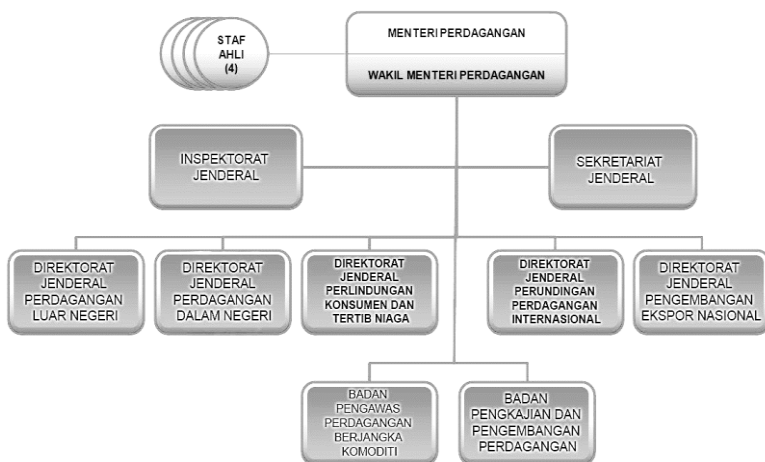 STAF
AHLI
(4)
MENTERI PERDAGANGAN
WAKIL MENTERI PERDAGANGAN
INSPEKTORAT
JENDERAL
SEKRETARIAT
JENDERAL
DIREKTORAT
JENDERAL
PERDAGANGAN
LUAR NEGERI
DIREKTORAT
JENDERAL
PERDAGANGAN
DALAM NEGERI
DIREKTORAT
JENDERAL
PERLINDUNGAN
KONSUMEN DAN
TERTIB NIAGA
DIREKTORAT
JENDERAL
PERUNDINGAN
PERDAGANGAN
INTERNASIONAL
DIREKTORAT
JENDERAL
PENGEMBANGAN
EKSPOR NASIONAL
BADAN
PENGAWAS
PERDAGANGAN
BERJANGKA
KOMODITI
BADAN
PENGKAJIAN DAN
PENGEMBANGAN
PERDAGANGAN